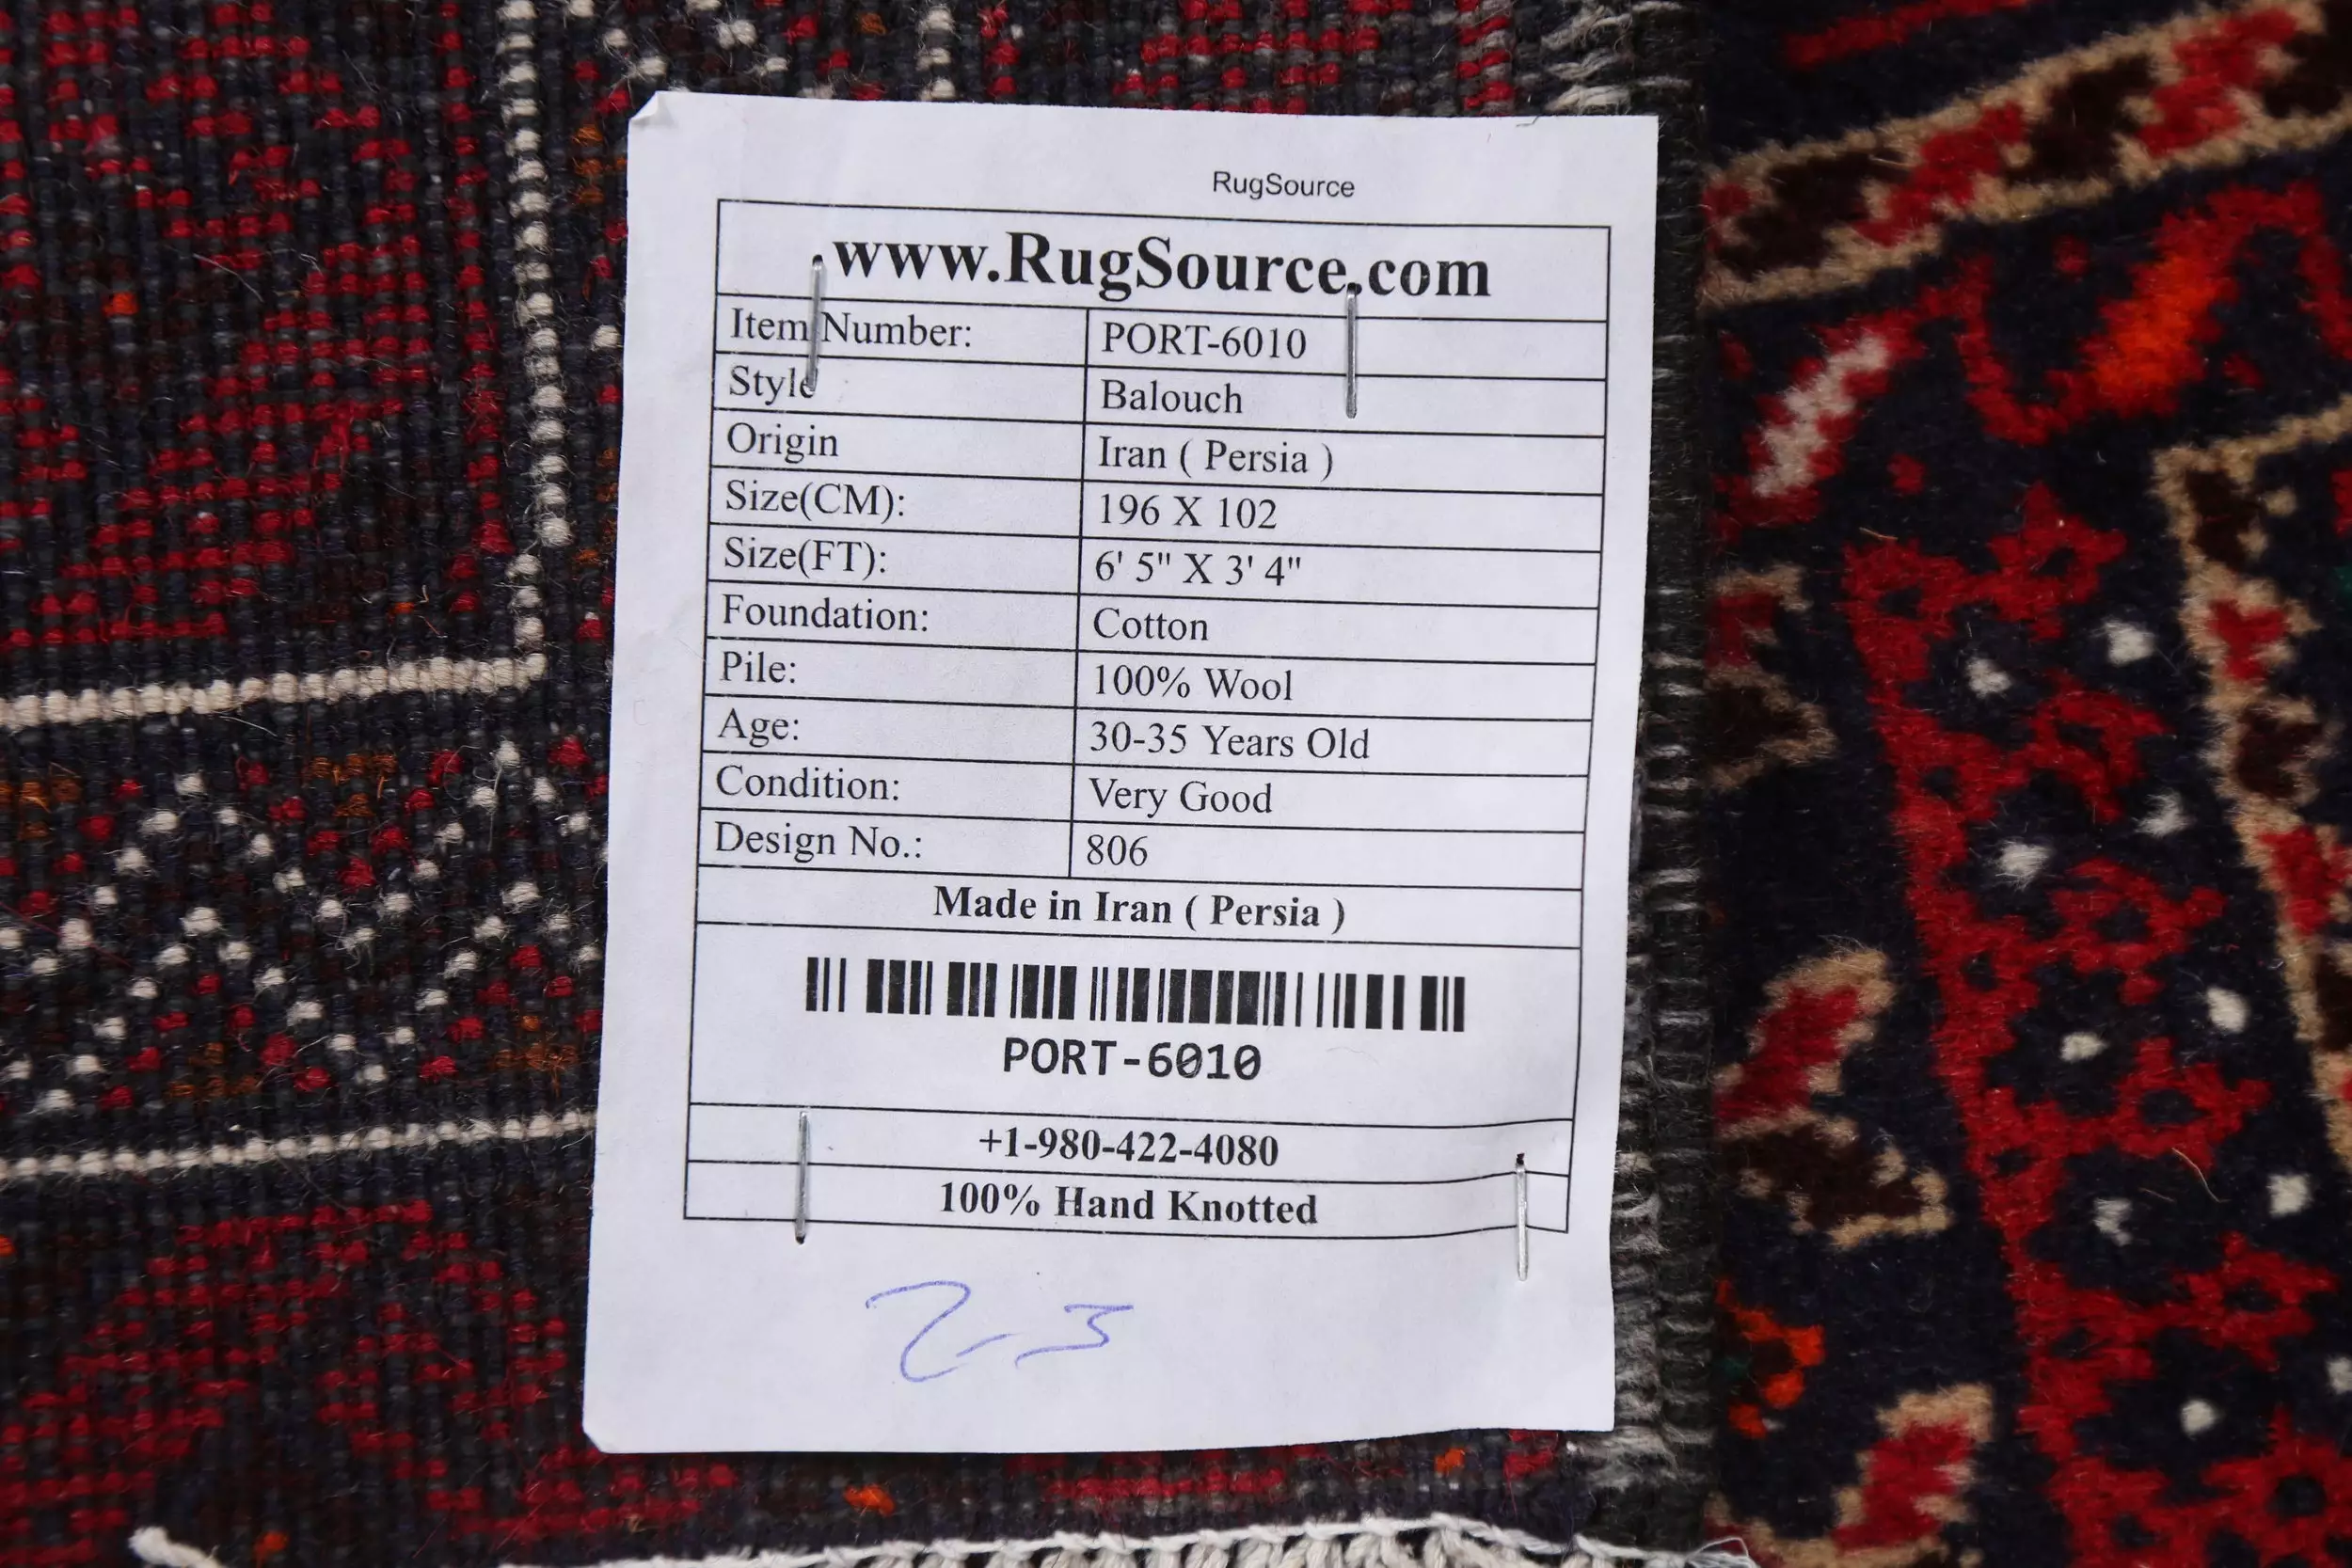 RugSource
www.RugSource.com
Item Number: PORT-6010
Style Balouch
Origin Iran ( Persia )
Size(CM): 196 X 102
Size(FT): 6' 5" X 3' 4"
Foundation: Cotton
Pile: 100% Wool
Age: 30-35 Years Old
Condition: Very Good
Design No.: 806
Made in Iran ( Persia )
PORT-6010
+1-980-422-4080
100% Hand Knotted